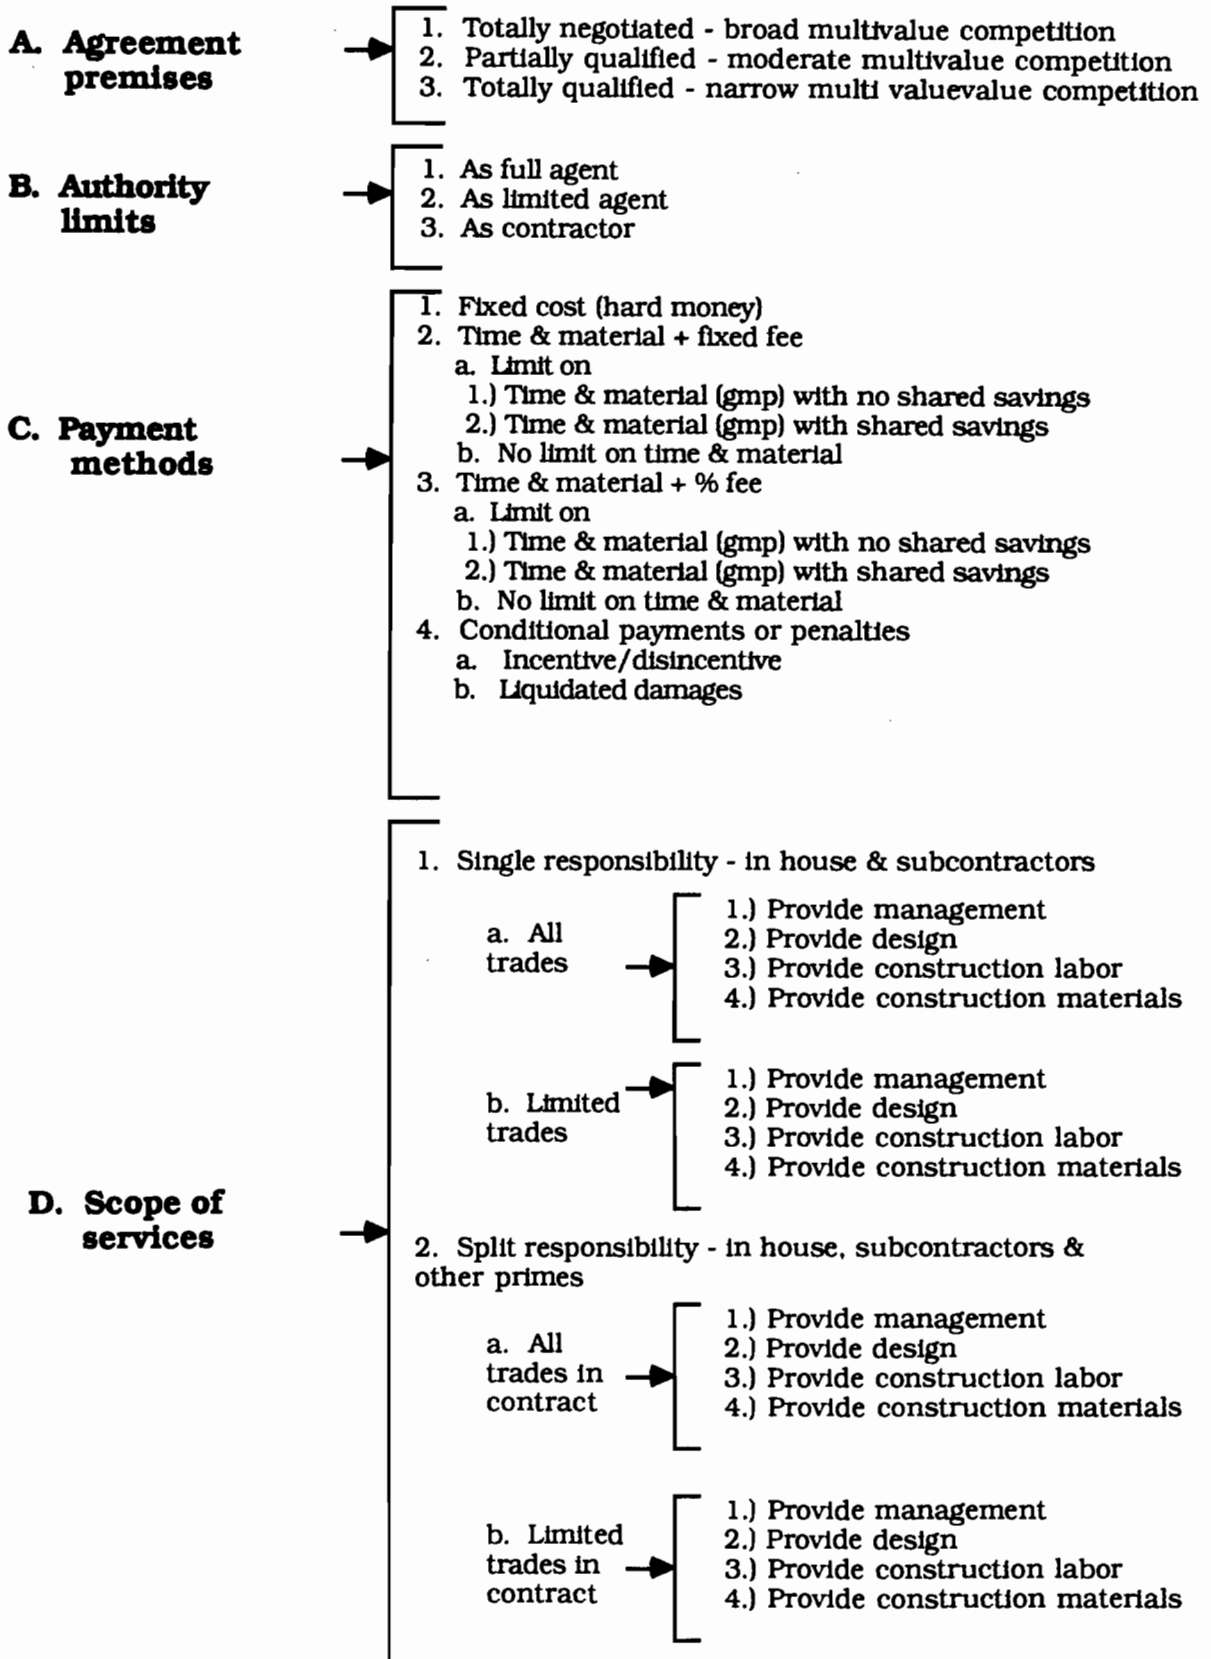 A. Agreement
premises
1. Totally negotiated - broad multivalue competition
2. Partially qualified - moderate multivalue competition
3. Totally qualified - narrow multi valuevalue competition
B. Authority
limits
1. As full agent
2. As limited agent
3. As contractor
C. Payment
methods
1. Fixed cost (hard money)
2. Time & material + fixed fee
a. Limit on
1.) Time & material (gmp) with no shared savings
2.) Time & material (gmp) with shared savings
b. No limit on time & material
3. Time & material + % fee
a. Limit on
1.) Time & material (gmp) with no shared savings
2.) Time & material (gmp) with shared savings
b. No limit on time & material
4. Conditional payments or penalties
a. Incentive/disincentive
b. Liquidated damages
D. Scope of
services
1. Single responsibility - in house & subcontractors
a. All
trades
1.) Provide management
2.) Provide design
3.) Provide construction labor
4.) Provide construction materials
b. Limited
trades
1.) Provide management
2.) Provide design
3.) Provide construction labor
4.) Provide construction materials
2. Split responsibility - in house, subcontractors &
other primes
a. All
trades in
contract
1.) Provide management
2.) Provide design
3.) Provide construction labor
4.) Provide construction materials
b. Limited
trades in
contract
1.) Provide management
2.) Provide design
3.) Provide construction labor
4.) Provide construction materials